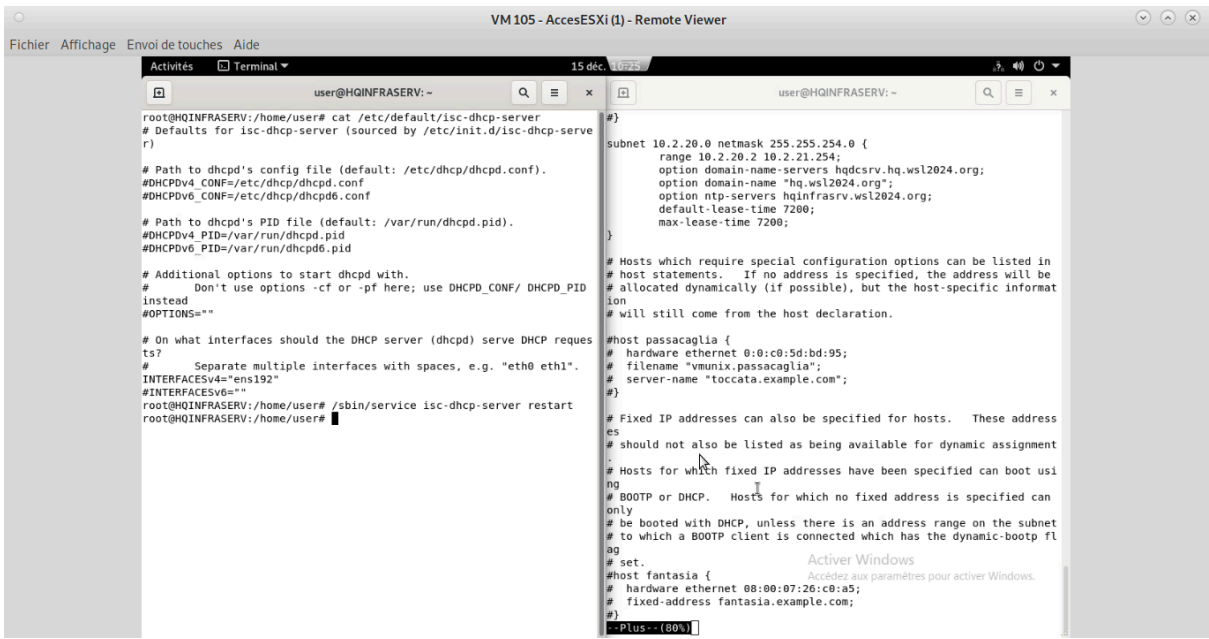 VM 105 - AccesESXi (1) - Remote Viewer
Fichier Affichage Envoi de touches Aide
Activités Terminal 15 déc. 10:25
user@HQINFRASERV: ~
root@HQINFRASERV:/home/user# cat /etc/default/isc-dhcp-server
# Defaults for isc-dhcp-server (sourced by /etc/init.d/isc-dhcp-serve
r)
# Path to dhcpd's config file (default: /etc/dhcp/dhcpd.conf).
#DHCPDv4_CONF=/etc/dhcp/dhcpd.conf
#DHCPDv6_CONF=/etc/dhcp/dhcpd6.conf
# Path to dhcpd's PID file (default: /var/run/dhcpd.pid).
#DHCPDv4_PID=/var/run/dhcpd.pid
#DHCPDv6_PID=/var/run/dhcpd6.pid
# Additional options to start dhcpd with.
#       Don't use options -cf or -pf here; use DHCPD_CONF/ DHCPD_PID
instead
#OPTIONS=""
# On what interfaces should the DHCP server (dhcpd) serve DHCP reques
ts?
#       Separate multiple interfaces with spaces, e.g. "eth0 eth1".
INTERFACESv4="ens192"
#INTERFACESv6=""
root@HQINFRASERV:/home/user# /sbin/service isc-dhcp-server restart
root@HQINFRASERV:/home/user#
user@HQINFRASERV: ~
#}
subnet 10.2.20.0 netmask 255.255.254.0 {
        range 10.2.20.2 10.2.21.254;
        option domain-name-servers hqdcsrv.hq.wsl2024.org;
        option domain-name "hq.wsl2024.org";
        option ntp-servers hqinfrasrv.wsl2024.org;
        default-lease-time 7200;
        max-lease-time 7200;
}
# Hosts which require special configuration options can be listed in
# host statements.   If no address is specified, the address will be
# allocated dynamically (if possible), but the host-specific informat
ion
# will still come from the host declaration.
#host passacaglia {
#  hardware ethernet 0:0:c0:5d:bd:95;
#  filename "vmunix.passacaglia";
#  server-name "toccata.example.com";
#}
# Fixed IP addresses can also be specified for hosts.   These address
es
# should not also be listed as being available for dynamic assignment
.
# Hosts for which fixed IP addresses have been specified can boot usi
ng
# BOOTP or DHCP.   Hosts for which no fixed address is specified can
only
# be booted with DHCP, unless there is an address range on the subnet
# to which a BOOTP client is connected which has the dynamic-bootp fl
ag
# set.
#host fantasia {
#  hardware ethernet 08:00:07:26:c0:a5;
#  fixed-address fantasia.example.com;
#}
--Plus--(80%)
Activer Windows
Accédez aux paramètres pour activer Windows.